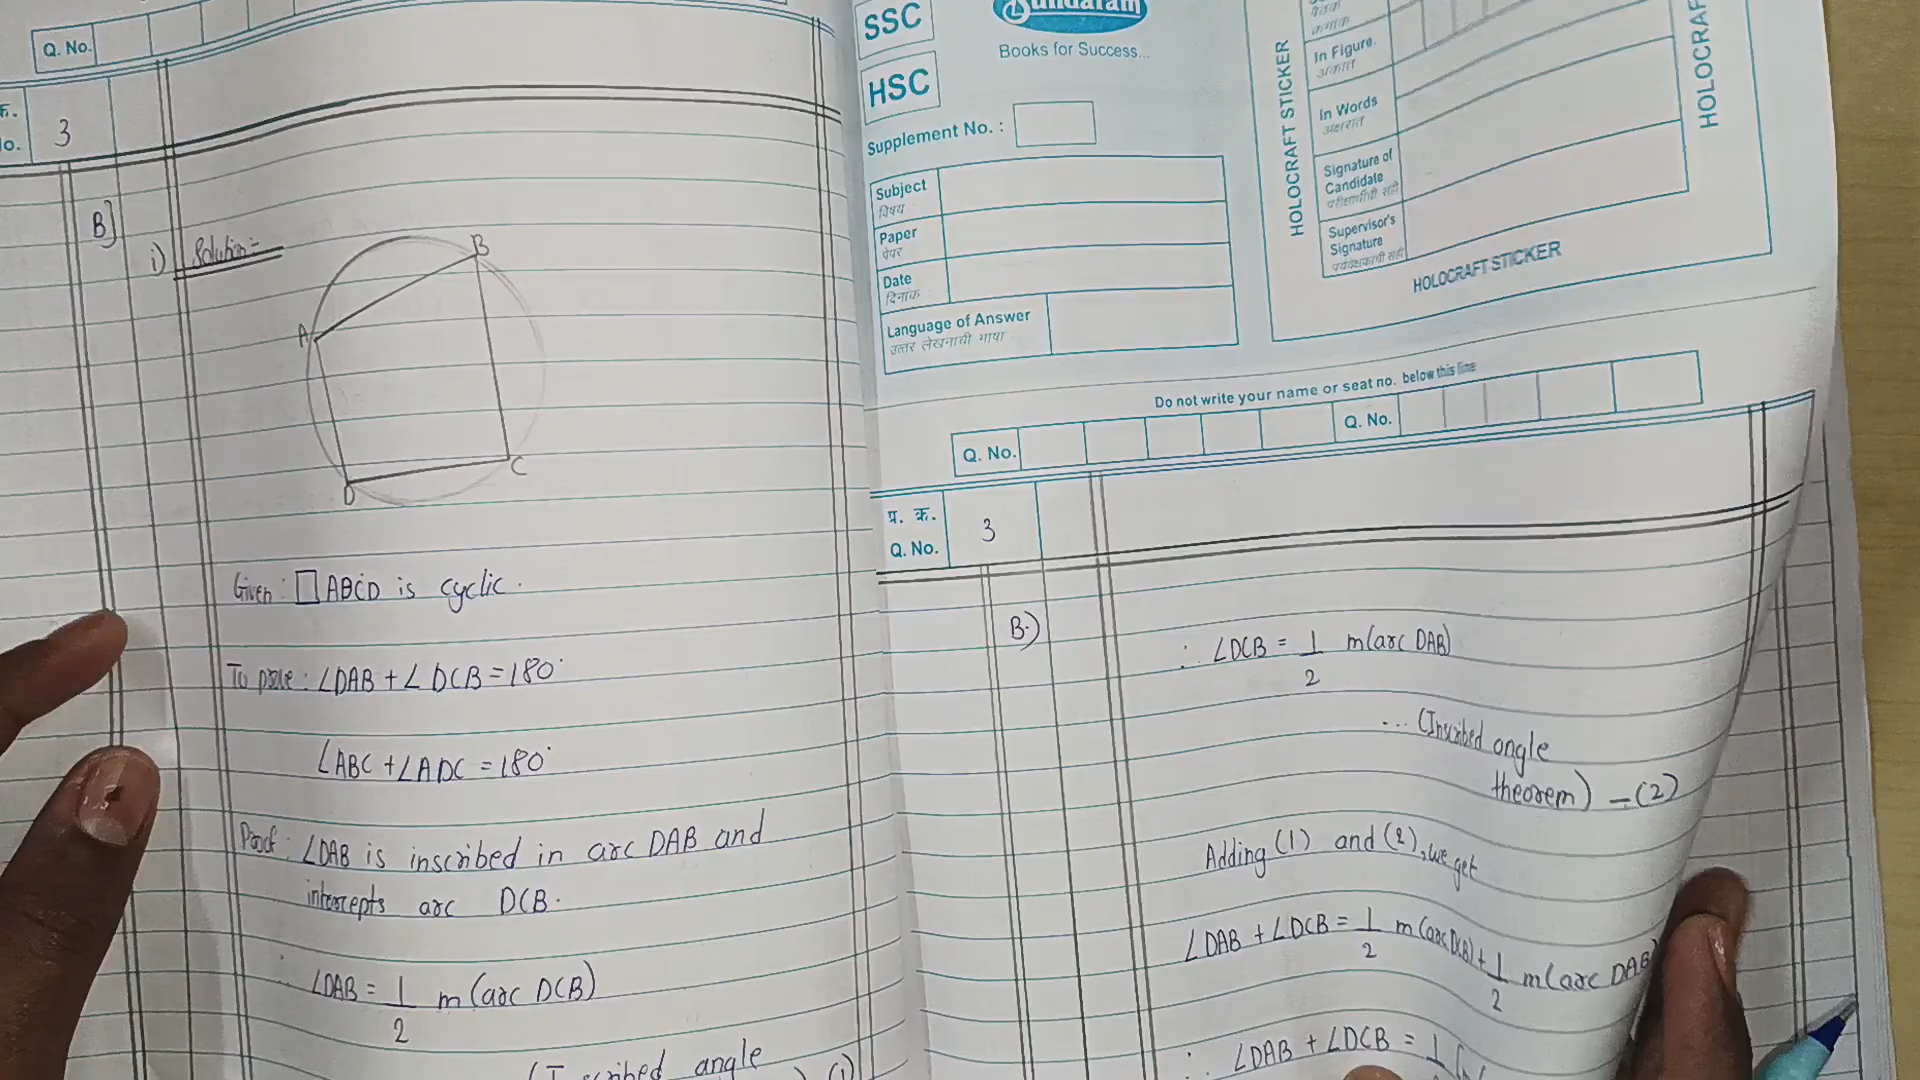 Q. No.
3
B]
i) Solution:-
A
B
C
D
Given: □ABCD is cyclic.
To prove: ∠DAB + ∠DCB = 180°
∠ABC + ∠ADC = 180°
Proof: ∠DAB is inscribed in arc DAB and
intercepts arc DCB.
∴ ∠DAB = 1/2 m(arc DCB)
angle
(1)
SSC
HSC
Books for Success...
Supplement No. :
Subject
विषय
Paper
पेपर
Date
दिनांक
Language of Answer
उत्तर लेखनाची भाषा
HOLOCRAFT STICKER
In Figure.
अंकात
In Words
अक्षरात
Signature of
Candidate
परीक्षार्थीची सही
Supervisor's
Signature
पर्यवेक्षकाची सही
HOLOCRAFT STICKER
Do not write your name or seat no. below this line
Q. No.
Q. No.
प्र. क्र.
Q. No.
3
B.)
∴ ∠DCB = 1/2 m(arc DAB)
... (Inscribed angle
theorem) —(2)
Adding (1) and (2), we get
∠DAB + ∠DCB = 1/2 m(arc DCB) + 1/2 m(arc DAB)
∴ ∠DAB + ∠DCB =